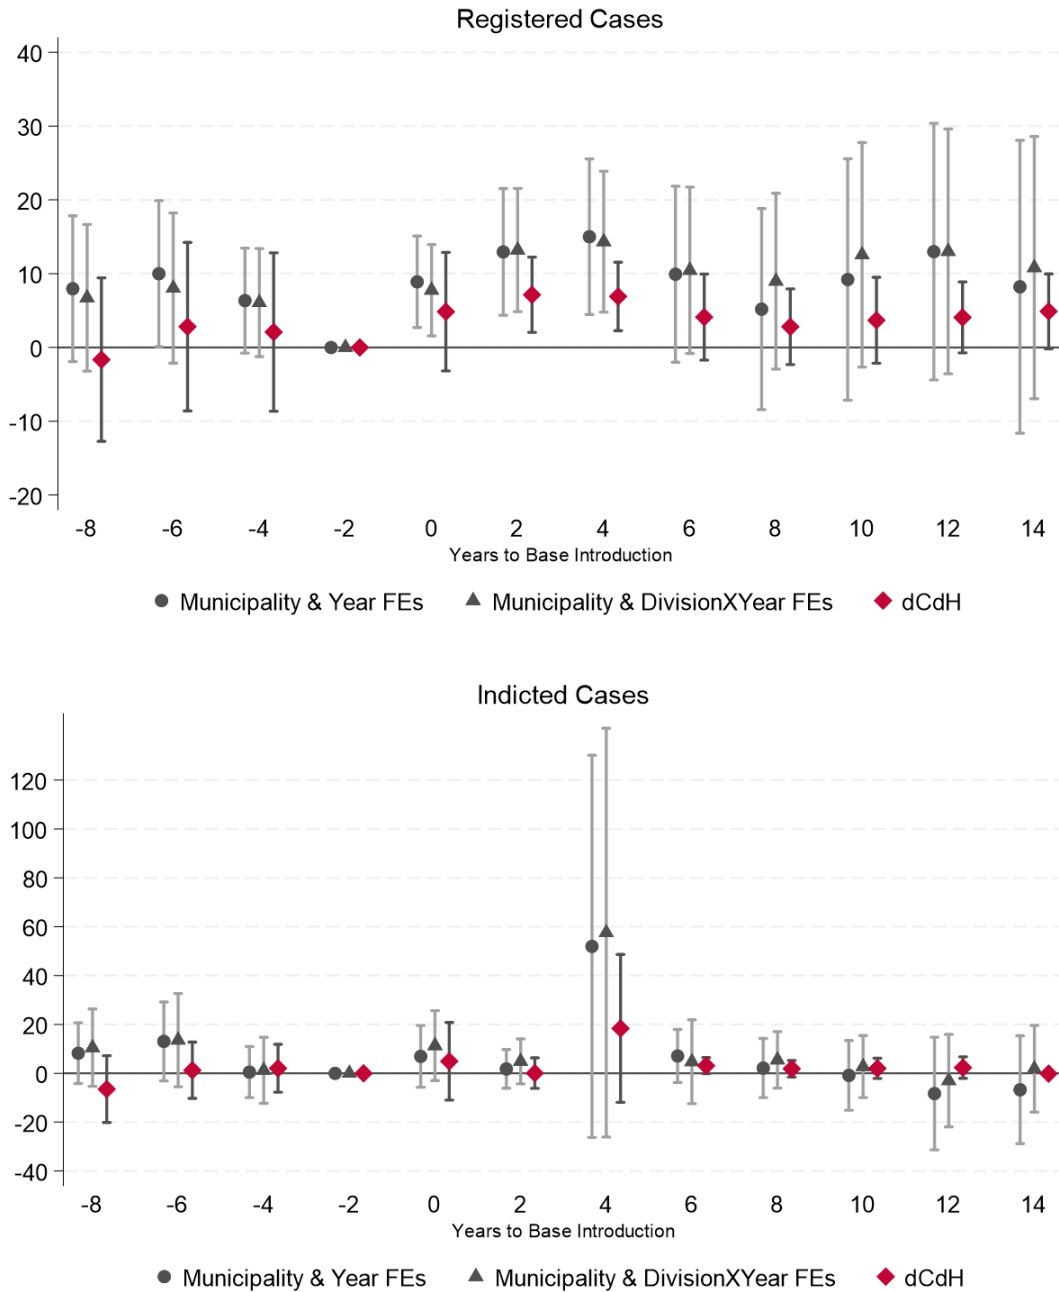 Registered Cases
40
30
20
10
0
-10
-20
-8 -6 -4 -2 0 2 4 6 8 10 12 14
Years to Base Introduction
Municipality & Year FEs Municipality & DivisionXYear FEs dCdH
Indicted Cases
120
100
80
60
40
20
0
-20
-40
-8 -6 -4 -2 0 2 4 6 8 10 12 14
Years to Base Introduction
Municipality & Year FEs Municipality & DivisionXYear FEs dCdH